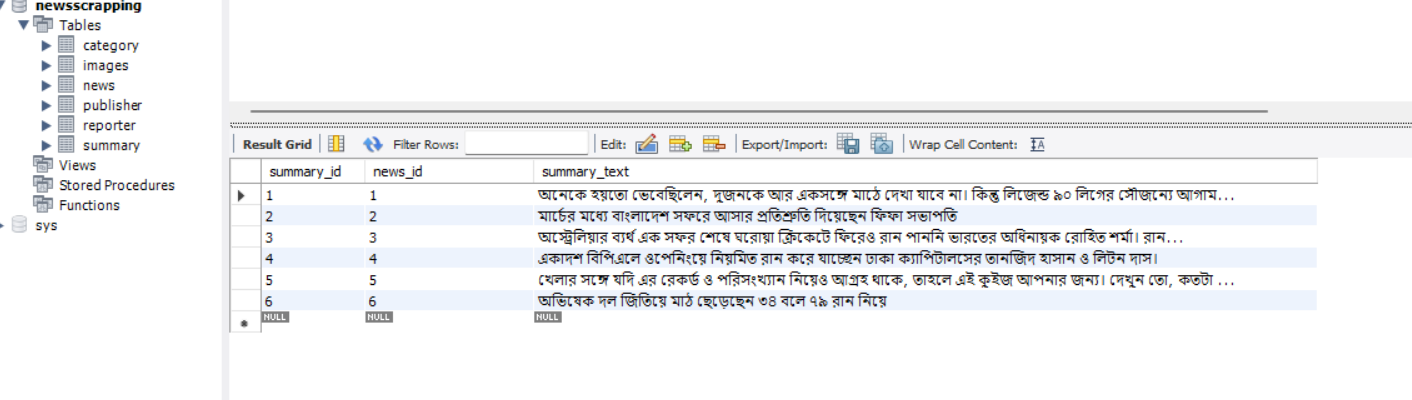 newsscrapping
Tables
category
images
news
publisher
reporter
summary
Views
Stored Procedures
Functions
sys
Result Grid Filter Rows: Edit: Export/Import: Wrap Cell Content: IA
summary_id news_id summary_text
1 1 অনেকে হয়তো ভেবেছিলেন, দুজনকে আর একসঙ্গে মাঠে দেখা যাবে না। কিন্তু লিজেন্ড ৯০ লিগের সৌজন্যে আগাম...
2 2 মার্চের মধ্যে বাংলাদেশ সফরে আসার প্রতিশ্রুতি দিয়েছেন ফিফা সভাপতি
3 3 অস্ট্রেলিয়ার ব্যর্থ এক সফর শেষে ঘরোয়া ক্রিকেটে ফিরেও রান পাননি ভারতের অধিনায়ক রোহিত শর্মা। রান...
4 4 একাদশ বিপিএলে ওপেনিংয়ে নিয়মিত রান করে যাচ্ছেন ঢাকা ক্যাপিটালসের তানজিদ হাসান ও লিটন দাস।
5 5 খেলার সঙ্গে যদি এর রেকর্ড ও পরিসংখ্যান নিয়েও আগ্রহ থাকে, তাহলে এই কুইজ আপনার জন্য। দেখুন তো, কতটা ...
6 6 অভিষেক দল জিতিয়ে মাঠ ছেড়েছেন ৩৪ বলে ৭৯ রান নিয়ে
NULL NULL NULL